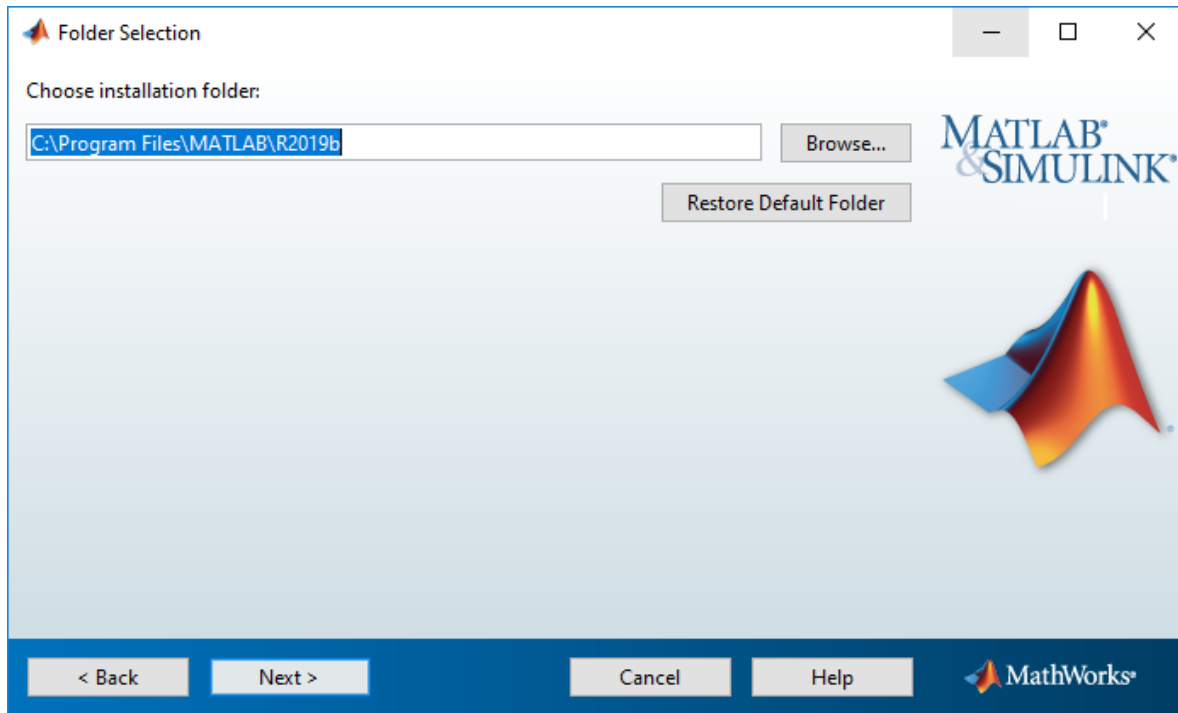 Folder Selection
Choose installation folder:
C:\Program Files\MATLAB\R2019b
Browse...
Restore Default Folder
MATLAB®
&SIMULINK®
®
< Back
Next >
Cancel
Help
MathWorks®